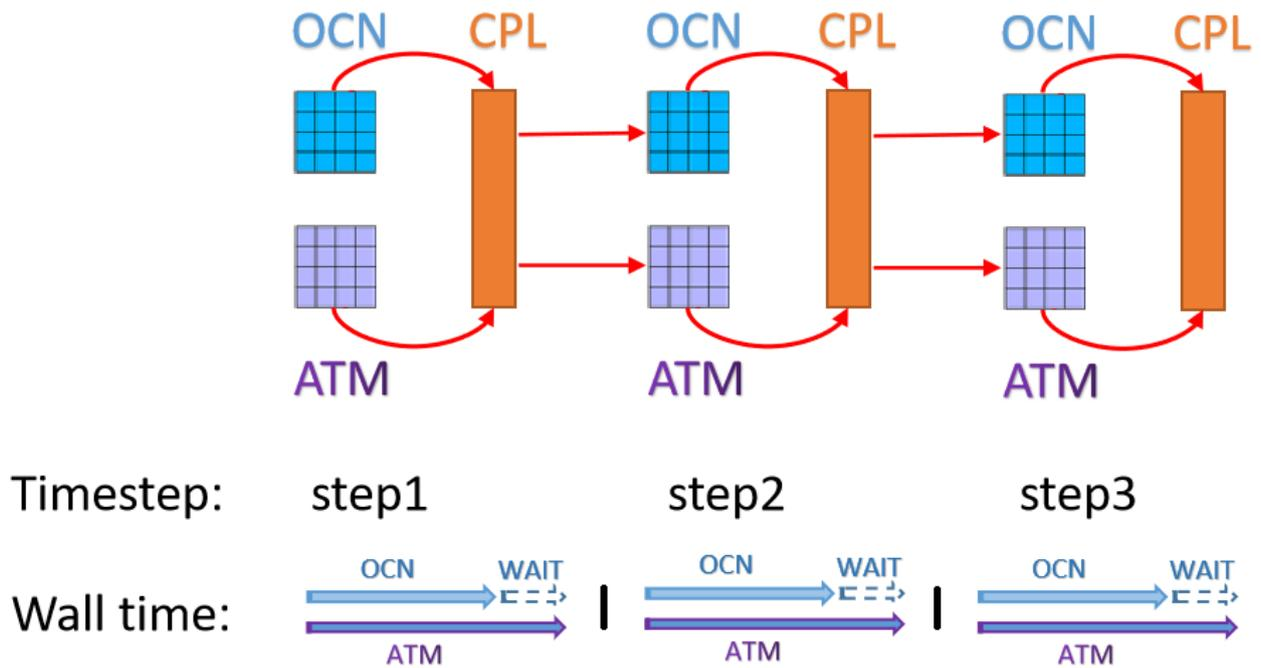 OCN CPL OCN CPL OCN CPL
ATM ATM ATM
Timestep: step1 step2 step3
OCN WAIT OCN WAIT OCN WAIT
Wall time:
ATM ATM ATM